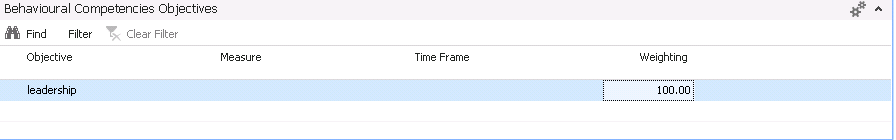 Behavioural Competencies Objectives
Find Filter Clear Filter
Objective Measure Time Frame Weighting
leadership 100.00